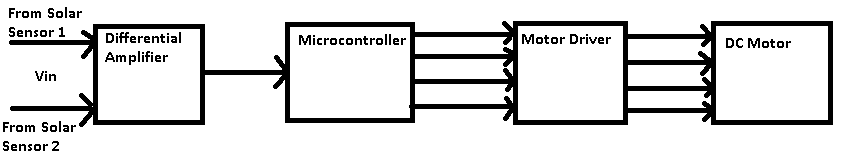 From Solar
Sensor 1
Vin
From Solar
Sensor 2
Differential
Amplifier
Microcontroller
Motor Driver
DC Motor